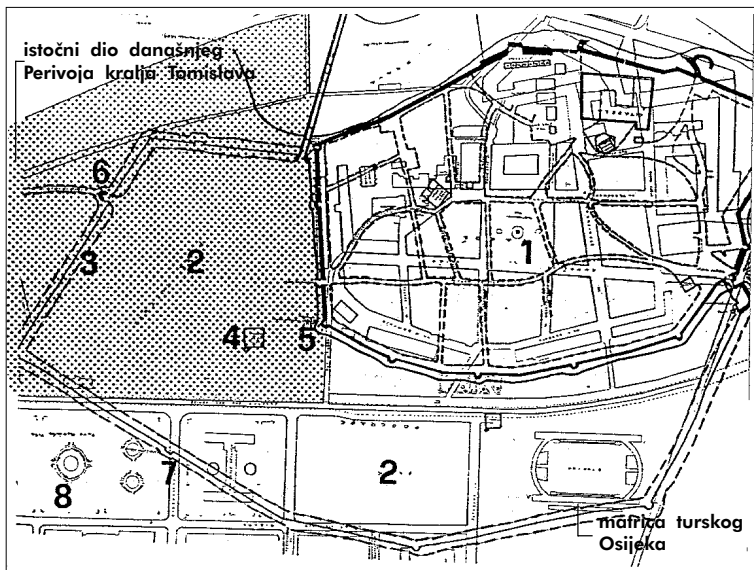 istočni dio današnjeg
Perivoja kralja Tomislava
6
3
2
1
4
5
2
7
8
matrica turskog
Osijeka